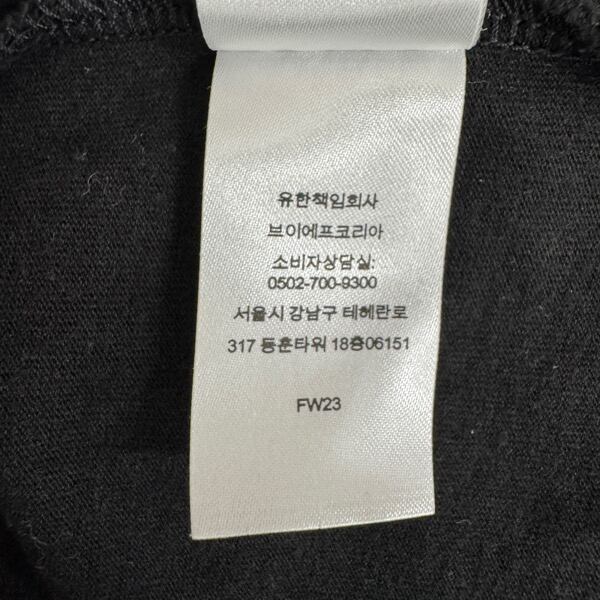 유한책임회사
브이에프코리아
소비자상담실:
0502-700-9300
서울시 강남구 테헤란로
317 동훈타워 18층06151
FW23